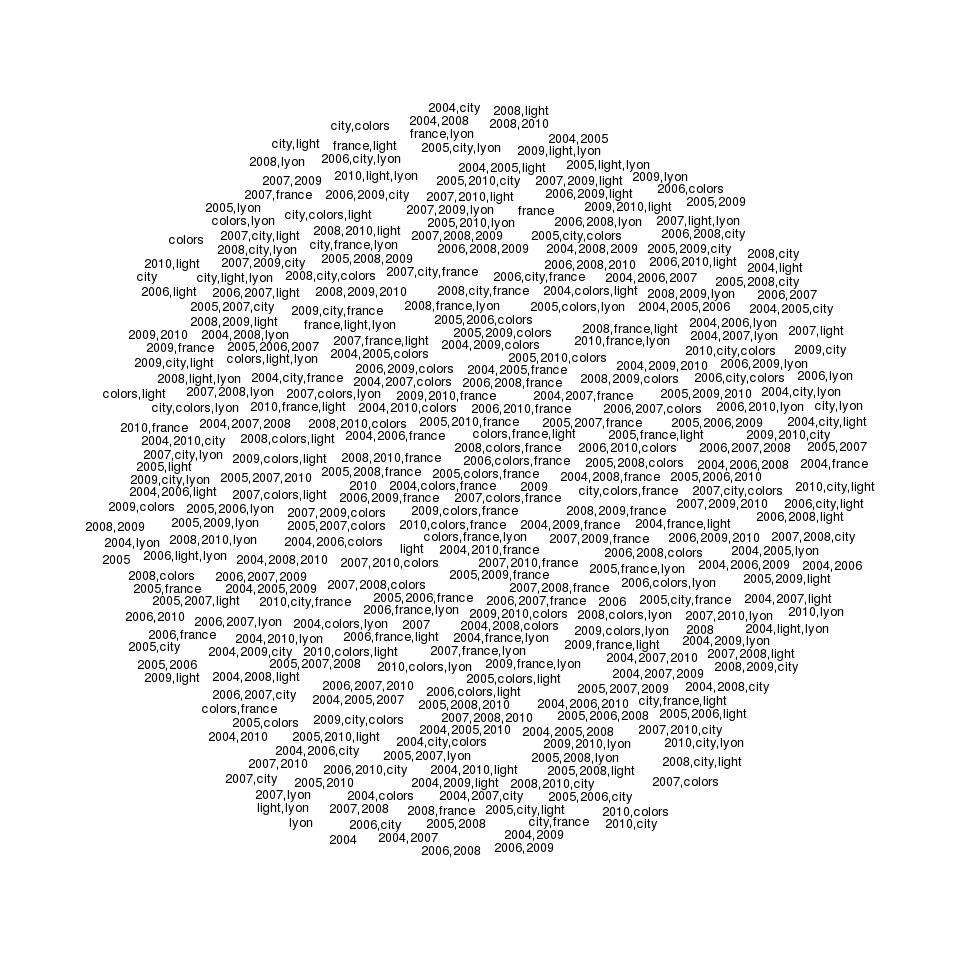 2004,city 2008,light
city,colors 2004,2008 2008,2010
france,lyon
city,light france,light 2005,city,lyon 2004,2005
2009,light,lyon
2008,lyon 2006,city,lyon 2004,2005,light 2005,light,lyon
2007,2009 2010,light,lyon 2005,2010,city 2007,2009,light 2009,lyon
2007,france 2006,2009,city 2007,2010,light 2006,2009,light 2006,colors
2005,lyon city,colors,light 2007,2009,lyon france 2009,2010,light 2005,2009
colors,lyon 2008,2010,light 2005,2010,lyon 2006,2008,lyon 2007,light,lyon
colors 2007,city,light 2007,2008,2009 2005,city,colors 2006,2008,city
2008,city,lyon city,france,lyon 2006,2008,2009 2004,2008,2009 2005,2009,city 2008,city
2010,light 2007,2009,city 2005,2008,2009 2006,2008,2010 2006,2010,light 2004,light
city city,light,lyon 2008,city,colors 2007,city,france 2006,city,france 2004,2006,2007 2005,2008,city
2006,light 2006,2007,light 2008,2009,2010 2008,city,france 2004,colors,light 2008,2009,lyon 2006,2007
2005,2007,city 2009,city,france 2008,france,lyon 2005,colors,lyon 2004,2005,2006 2004,2005,city
2008,2009,light france,light,lyon 2005,2006,colors 2008,france,light 2004,2006,lyon 2007,light
2009,2010 2004,2008,lyon 2007,france,light 2005,2009,colors 2010,france,lyon 2004,2007,lyon
2009,france 2005,2006,2007 2004,2005,colors 2004,2009,colors 2005,2010,colors 2010,city,colors 2009,city
2009,city,light colors,light,lyon 2006,2009,colors 2004,2005,france 2004,2009,2010 2006,2009,lyon
2008,light,lyon 2004,city,france 2004,2007,colors 2006,2008,france 2008,2009,colors 2006,city,colors 2006,lyon
colors,light 2007,2008,lyon 2007,colors,lyon 2009,2010,france 2004,2007,france 2005,2009,2010 2004,city,lyon
city,colors,lyon 2010,france,light 2004,2010,colors 2006,2010,france 2006,2007,colors 2006,2010,lyon city,lyon
2010,france 2004,2007,2008 2008,2010,colors 2005,2010,france 2005,2007,france 2005,2006,2009 2004,city,light
2004,2010,city 2008,colors,light 2004,2006,france colors,france,light 2005,france,light 2009,2010,city
2007,city,lyon 2009,colors,light 2008,2010,france 2008,colors,france 2006,2010,colors 2006,2007,2008 2005,2007
2005,light 2006,colors,france 2005,2008,colors 2004,2006,2008 2004,france
2009,city,lyon 2005,2007,2010 2005,2008,france 2005,colors,france 2004,2008,france 2005,2006,2010
2004,2006,light 2007,colors,light 2010 2004,colors,france 2009 city,colors,france 2007,city,colors 2010,city,light
2009,colors 2005,2006,lyon 2006,2009,france 2007,colors,france 2007,2009,2010 2006,city,light
2007,2009,colors 2009,colors,france 2008,2009,france 2006,2008,light
2008,2009 2005,2009,lyon 2005,2007,colors 2010,colors,france 2004,2009,france 2004,france,light
2004,lyon 2008,2010,lyon 2004,2006,colors colors,france,lyon 2007,2009,france 2006,2009,2010 2007,2008,city
2005 2006,light,lyon 2004,2008,2010 light 2004,2010,france 2006,2008,colors 2004,2005,lyon
2007,2010,colors 2007,2010,france 2005,france,lyon 2004,2006,2009 2004,2006
2008,colors 2006,2007,2009 2005,2009,france 2005,2009,light
2005,france 2004,2005,2009 2007,2008,colors 2007,2008,france 2006,colors,lyon
2005,2007,light 2010,city,france 2005,2006,france 2006,2007,france 2006 2005,city,france 2004,2007,light
2006,2010 2006,2007,lyon 2006,france,lyon 2009,2010,colors 2008,colors,lyon 2007,2010,lyon 2010,lyon
2004,colors,lyon 2007 2004,2008,colors 2009,colors,lyon 2008 2004,light,lyon
2006,france 2004,2010,lyon 2006,france,light 2004,france,lyon 2009,france,light 2004,2009,lyon
2005,city 2004,2009,city 2010,colors,light 2007,france,lyon 2004,2007,2010 2007,2008,light
2005,2006 2005,2007,2008 2010,colors,lyon 2009,france,lyon 2008,2009,city
2009,light 2004,2008,light 2005,colors,light 2004,2007,2009
2006,2007,city 2006,2007,2010 2006,colors,light 2005,2007,2009 2004,2008,city
colors,france 2004,2005,2007 2005,2008,2010 2004,2006,2010 city,france,light
2005,colors 2009,city,colors 2007,2008,2010 2005,2006,2008 2005,2006,light
2004,2010 2005,2010,light 2004,2005,2010 2004,2005,2008 2007,2010,city
2004,2006,city 2004,city,colors 2009,2010,lyon 2010,city,lyon
2007,2010 2005,2007,lyon 2005,2008,lyon 2008,city,light
2007,city 2006,2010,city 2004,2010,light 2005,2008,light
2005,2010 2004,2009,light 2008,2010,city 2007,colors
2007,lyon 2004,colors 2004,2007,city 2005,2006,city
light,lyon 2007,2008 2008,france 2005,city,light 2010,colors
lyon 2006,city 2005,2008 city,france 2010,city
2004 2004,2007 2004,2009
2006,2008 2006,2009